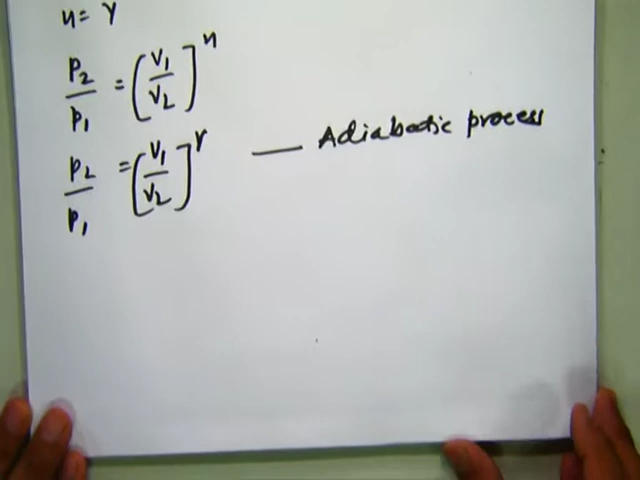 n = γ
P2/P1 = [V1/V2]^n
P2/P1 = [V1/V2]^γ — Adiabatic process